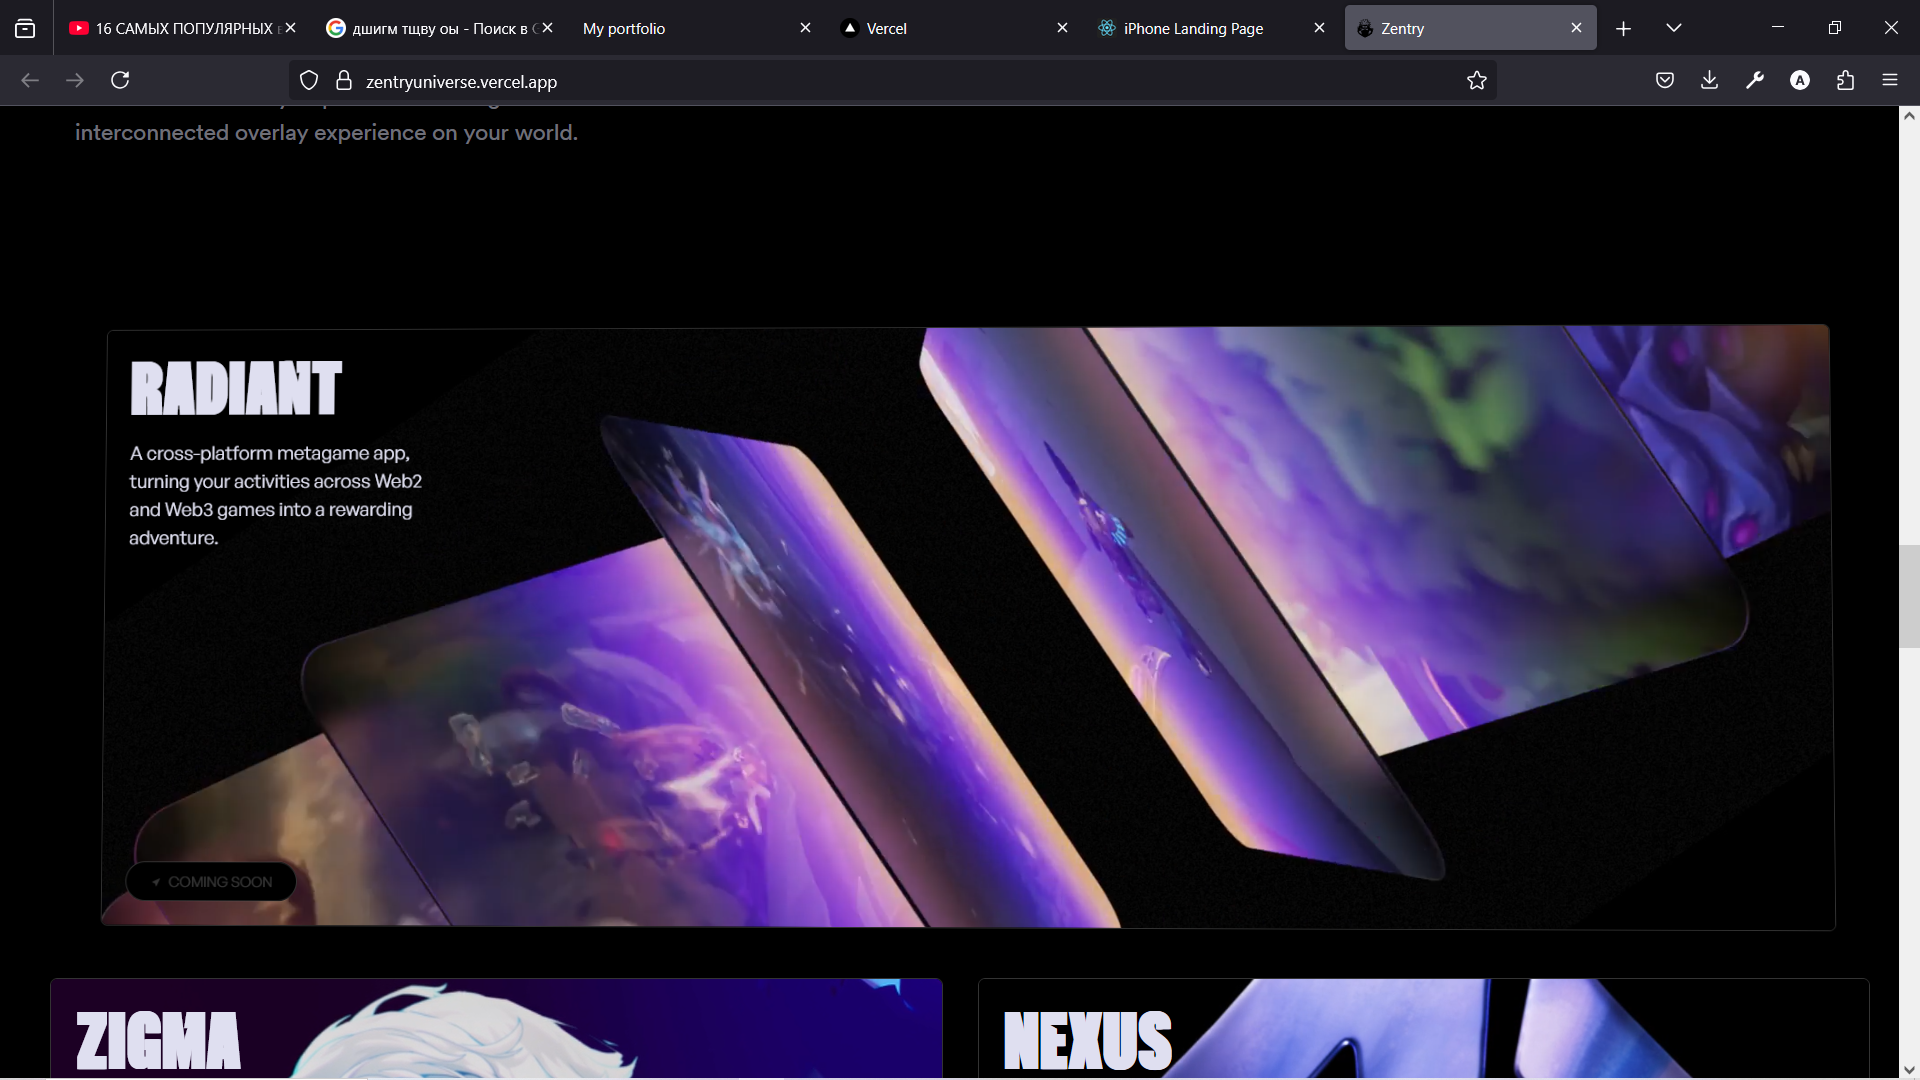 16 САМЫХ ПОПУЛЯРНЫХ
дшигм тщву оы - Поиск в
My portfolio
Vercel
iPhone Landing Page
Zentry
zentryuniverse.vercel.app
A
interconnected overlay experience on your world.
RADIANT
A cross-platform metagame app,
turning your activities across Web2
and Web3 games into a rewarding
adventure.
COMING SOON
ZIGMA
NEXUS